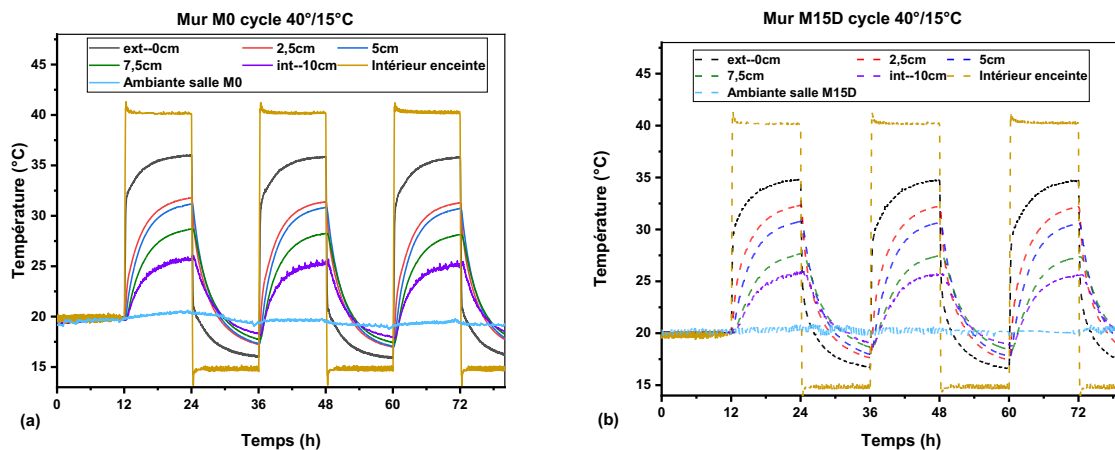 Mur M0 cycle 40°/15°C
ext--0cm 2,5cm 5cm
7,5cm int--10cm Intérieur enceinte
Ambiante salle M0
Température (°C)
45
40
35
30
25
20
15
0 12 24 36 48 60 72
Temps (h)
(a)
Mur M15D cycle 40°/15°C
ext--0cm 2,5cm 5cm
7,5cm int--10cm Intérieur enceinte
Ambiante salle M15D
Température (°C)
45
40
35
30
25
20
15
0 12 24 36 48 60 72
Temps (h)
(b)